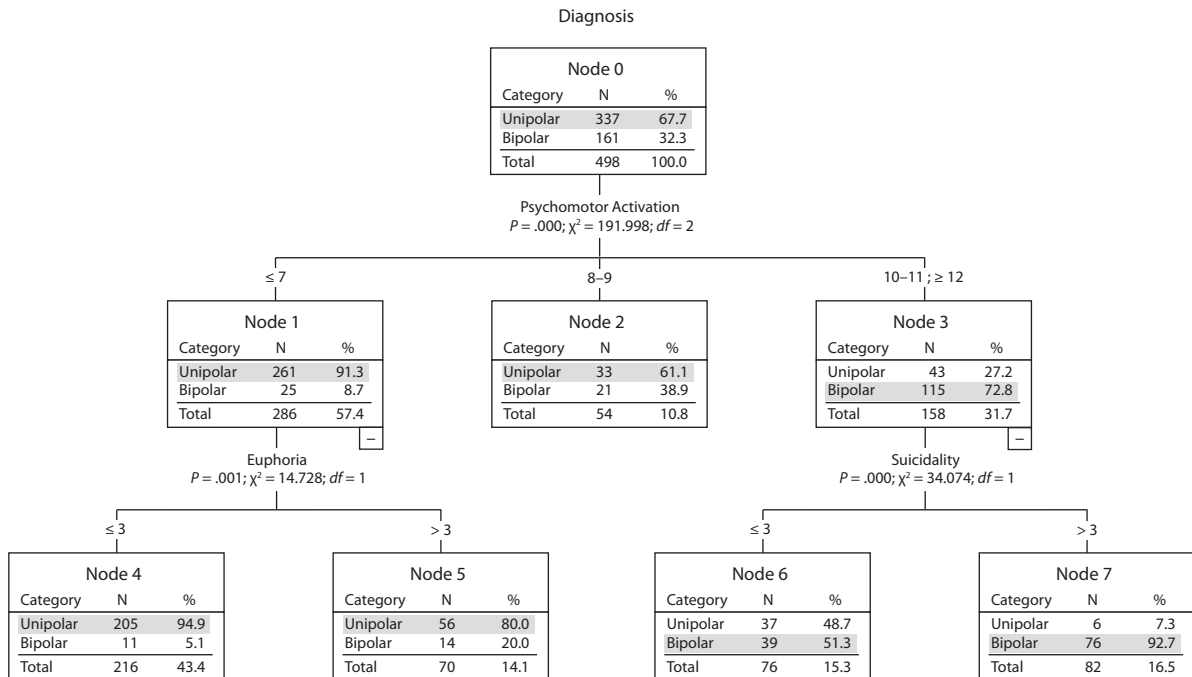 Diagnosis
Node 0
Category N %
Unipolar 337 67.7
Bipolar 161 32.3
Total 498 100.0
Psychomotor Activation
P = .000; χ² = 191.998; df = 2
≤ 7
8–9
10–11 ; ≥ 12
Node 1
Category N %
Unipolar 261 91.3
Bipolar 25 8.7
Total 286 57.4
–
Node 2
Category N %
Unipolar 33 61.1
Bipolar 21 38.9
Total 54 10.8
Node 3
Category N %
Unipolar 43 27.2
Bipolar 115 72.8
Total 158 31.7
–
Euphoria
P = .001; χ² = 14.728; df = 1
Suicidality
P = .000; χ² = 34.074; df = 1
≤ 3
> 3
≤ 3
> 3
Node 4
Category N %
Unipolar 205 94.9
Bipolar 11 5.1
Total 216 43.4
Node 5
Category N %
Unipolar 56 80.0
Bipolar 14 20.0
Total 70 14.1
Node 6
Category N %
Unipolar 37 48.7
Bipolar 39 51.3
Total 76 15.3
Node 7
Category N %
Unipolar 6 7.3
Bipolar 76 92.7
Total 82 16.5